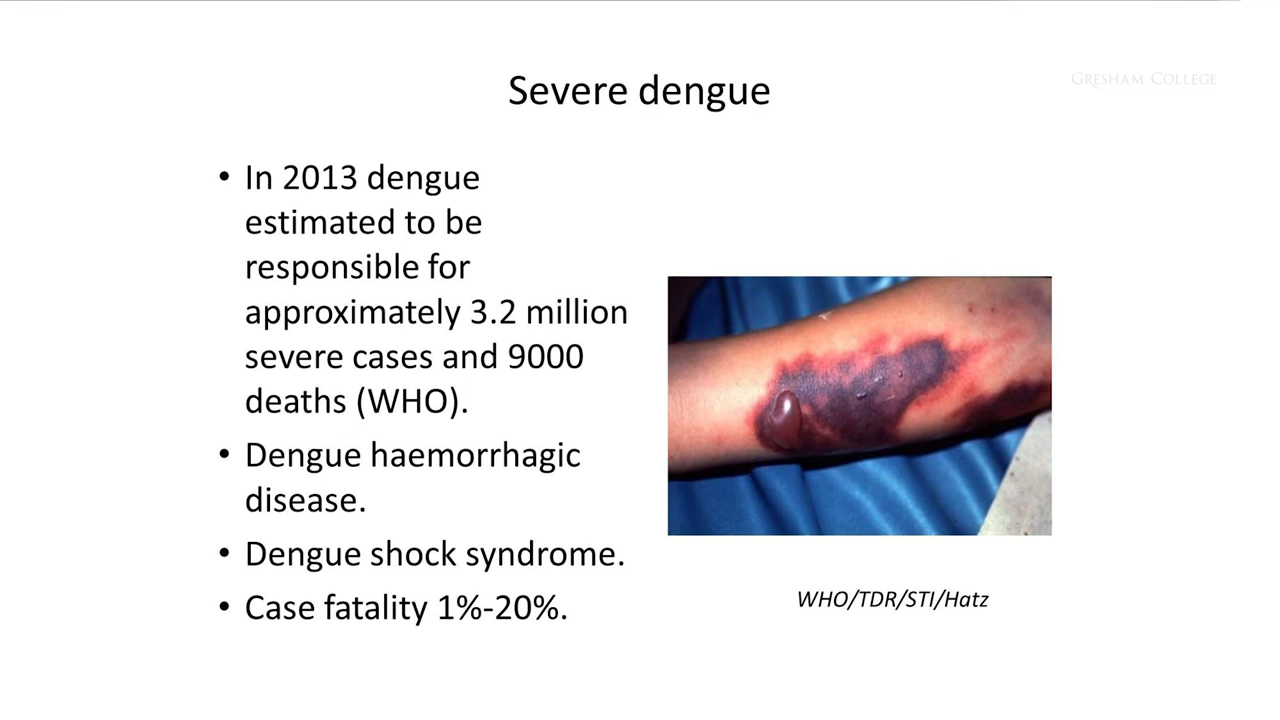 GRESHAM COLLEGE
Severe dengue
• In 2013 dengue
estimated to be
responsible for
approximately 3.2 million
severe cases and 9000
deaths (WHO).
• Dengue haemorrhagic
disease.
• Dengue shock syndrome.
• Case fatality 1%-20%.
WHO/TDR/STI/Hatz